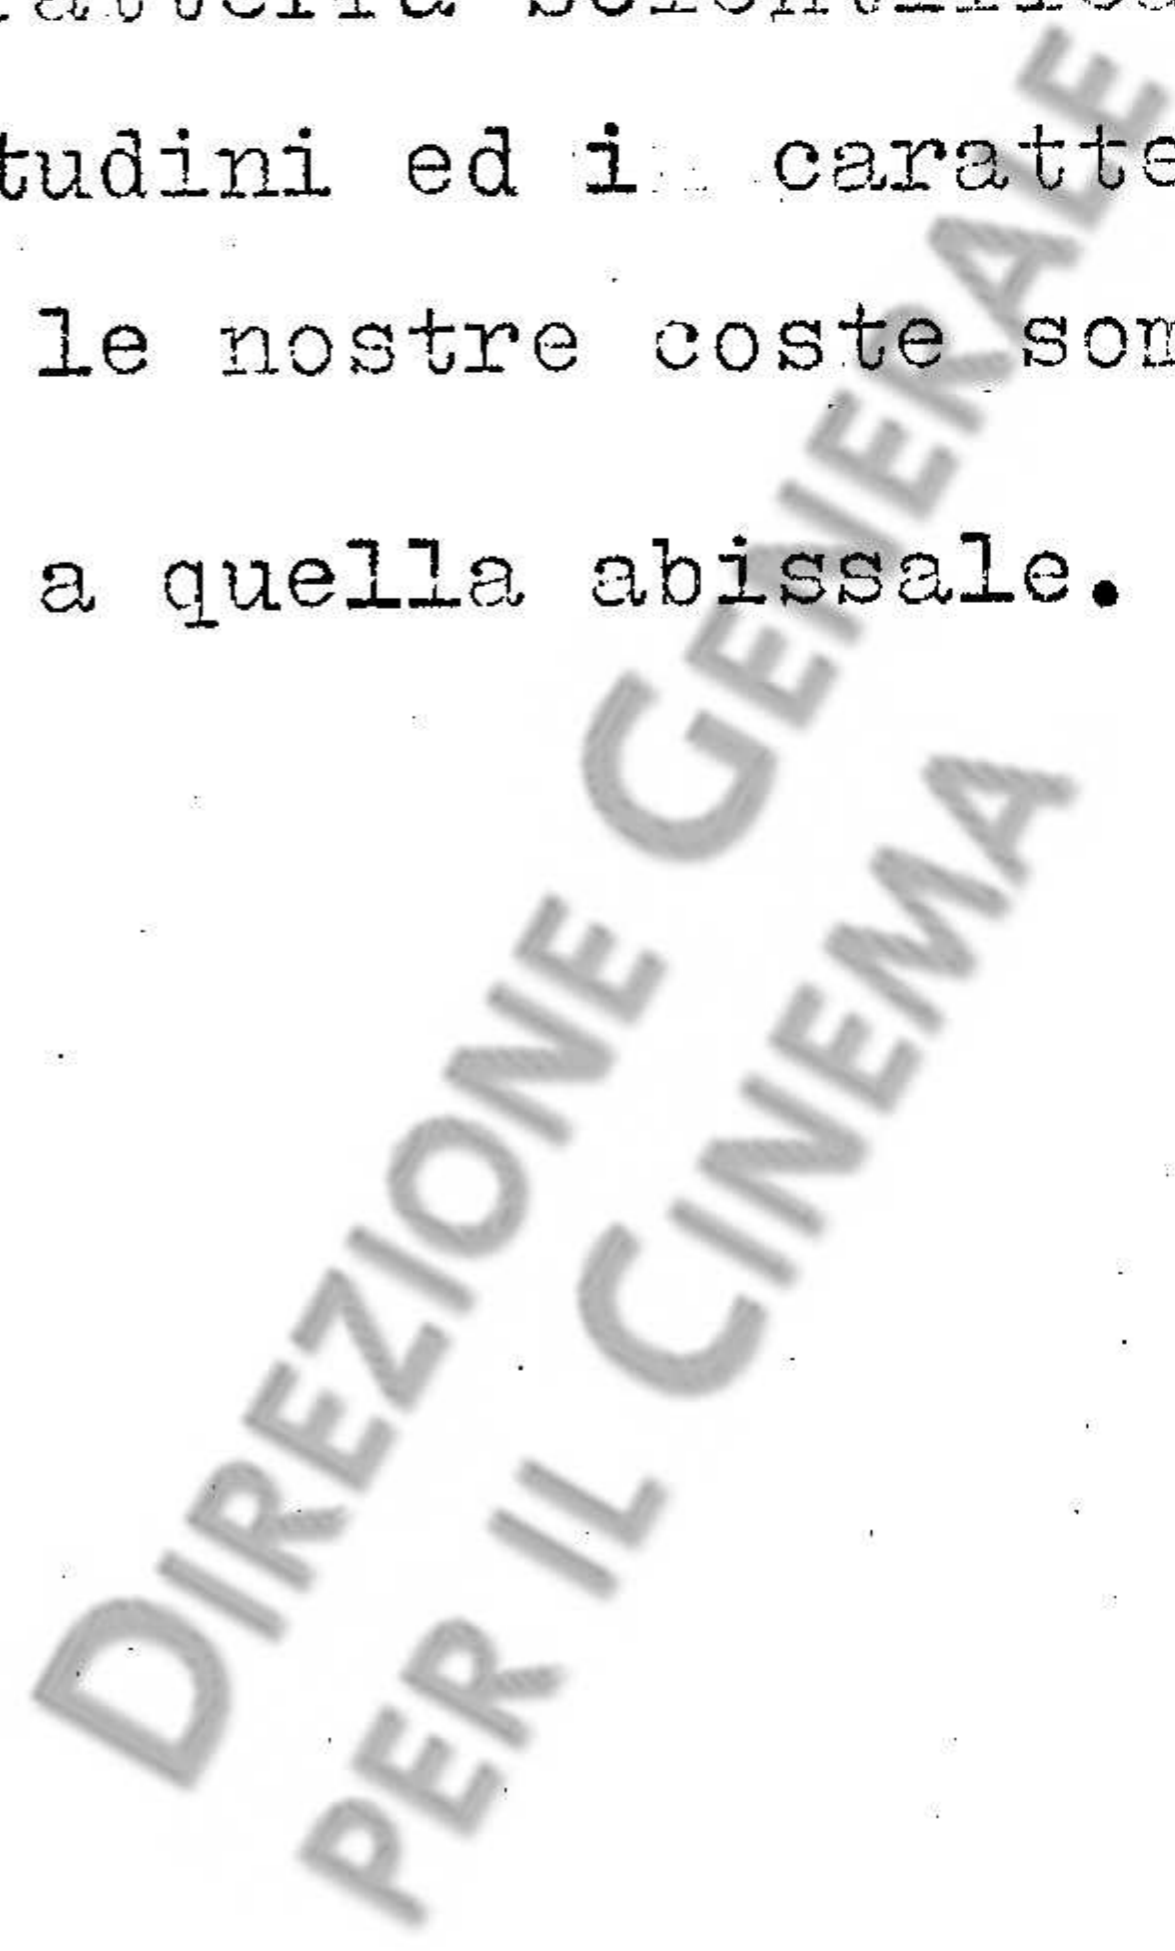 tudini ed i caratte
le nostre coste som
a quella abissale.
DIREZIONE GENERALE
PER IL CINEMA